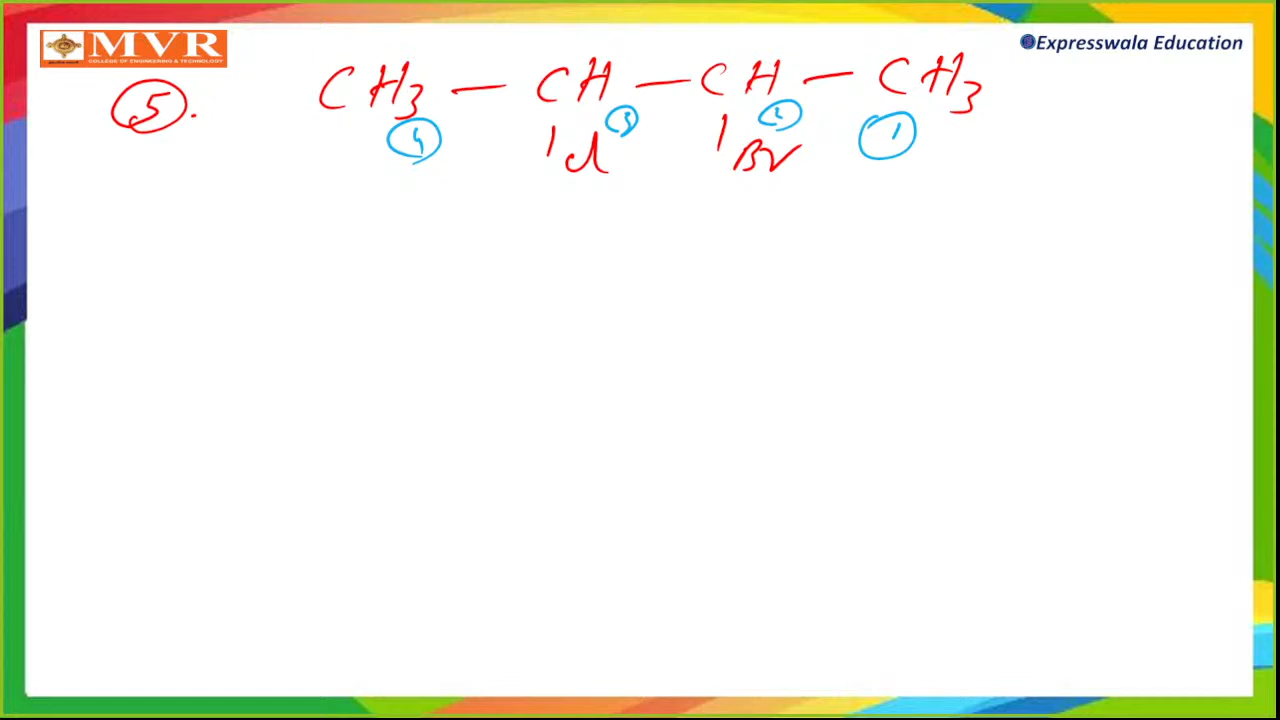 MVR
COLLEGE OF ENGINEERING & TECHNOLOGY
Expresswala Education
5.
CH3 — CH — CH — CH3
4 3 2 1
Cl Br